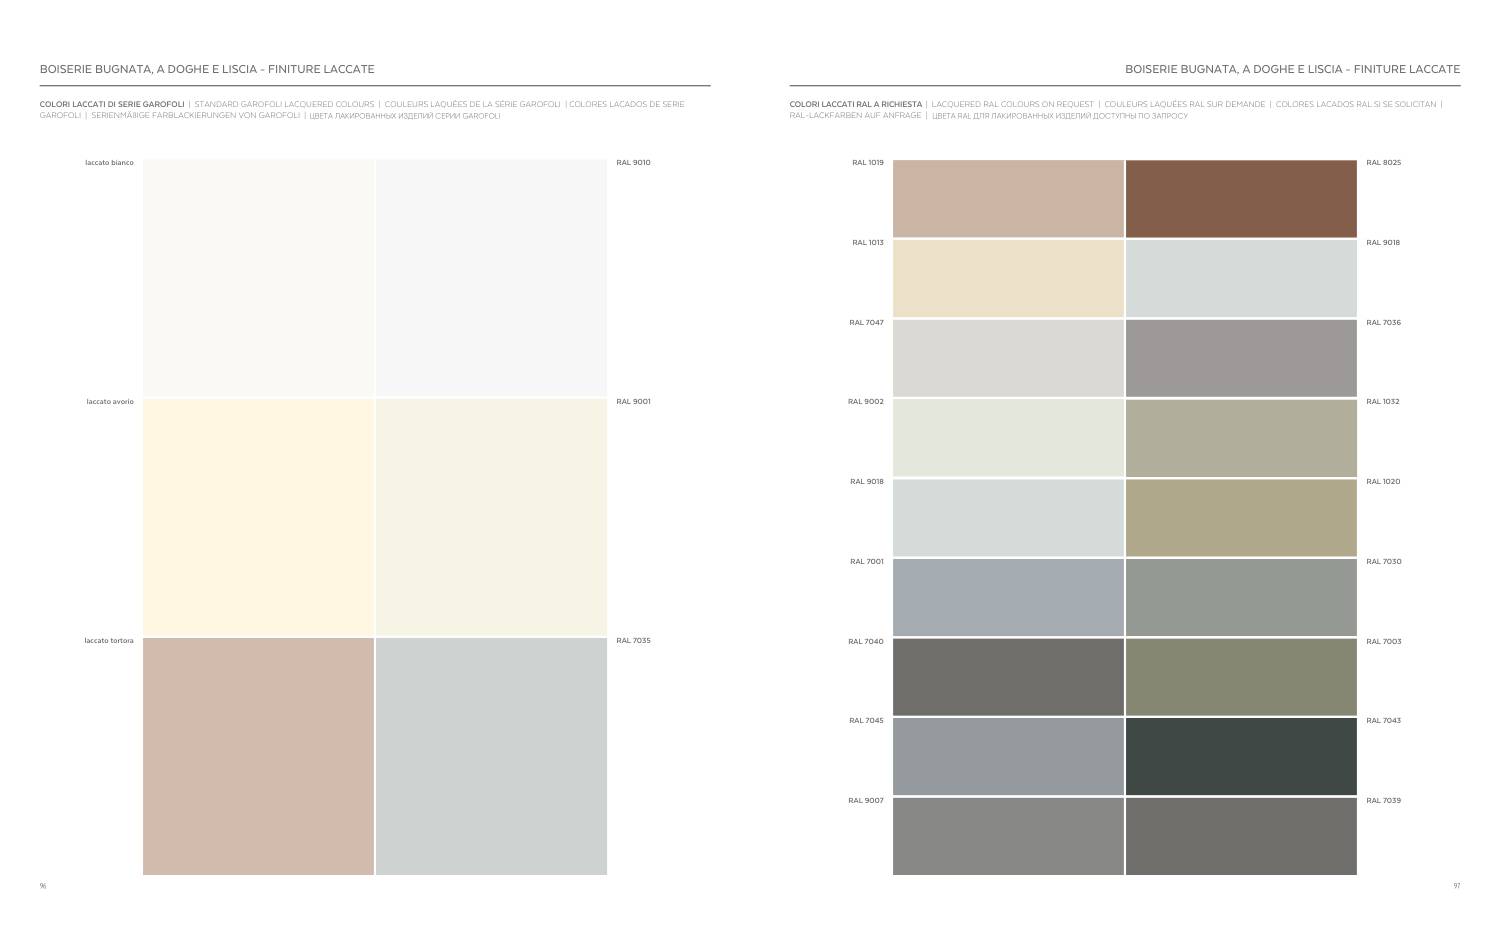 BOISERIE BUGNATA, A DOGHE E LISCIA - FINITURE LACCATE
COLORI LACCATI DI SERIE GAROFOLI | STANDARD GAROFOLI LACQUERED COLOURS | COULEURS LAQUÉES DE LA SÉRIE GAROFOLI | COLORES LACADOS DE SERIE
GAROFOLI | SERIENMÄßIGE FARBLACKIERUNGEN VON GAROFOLI | ЦВЕТА ЛАКИРОВАННЫХ ИЗДЕЛИЙ СЕРИИ GAROFOLI
laccato bianco
RAL 9010
laccato avorio
RAL 9001
laccato tortora
RAL 7035
96
BOISERIE BUGNATA, A DOGHE E LISCIA - FINITURE LACCATE
COLORI LACCATI RAL A RICHIESTA | LACQUERED RAL COLOURS ON REQUEST | COULEURS LAQUÉES RAL SUR DEMANDE | COLORES LACADOS RAL SI SE SOLICITAN |
RAL-LACKFARBEN AUF ANFRAGE | ЦВЕТА RAL ДЛЯ ЛАКИРОВАННЫХ ИЗДЕЛИЙ ДОСТУПНЫ ПО ЗАПРОСУ
RAL 1019
RAL 8025
RAL 1013
RAL 9018
RAL 7047
RAL 7036
RAL 9002
RAL 1032
RAL 9018
RAL 1020
RAL 7001
RAL 7030
RAL 7040
RAL 7003
RAL 7045
RAL 7043
RAL 9007
RAL 7039
97